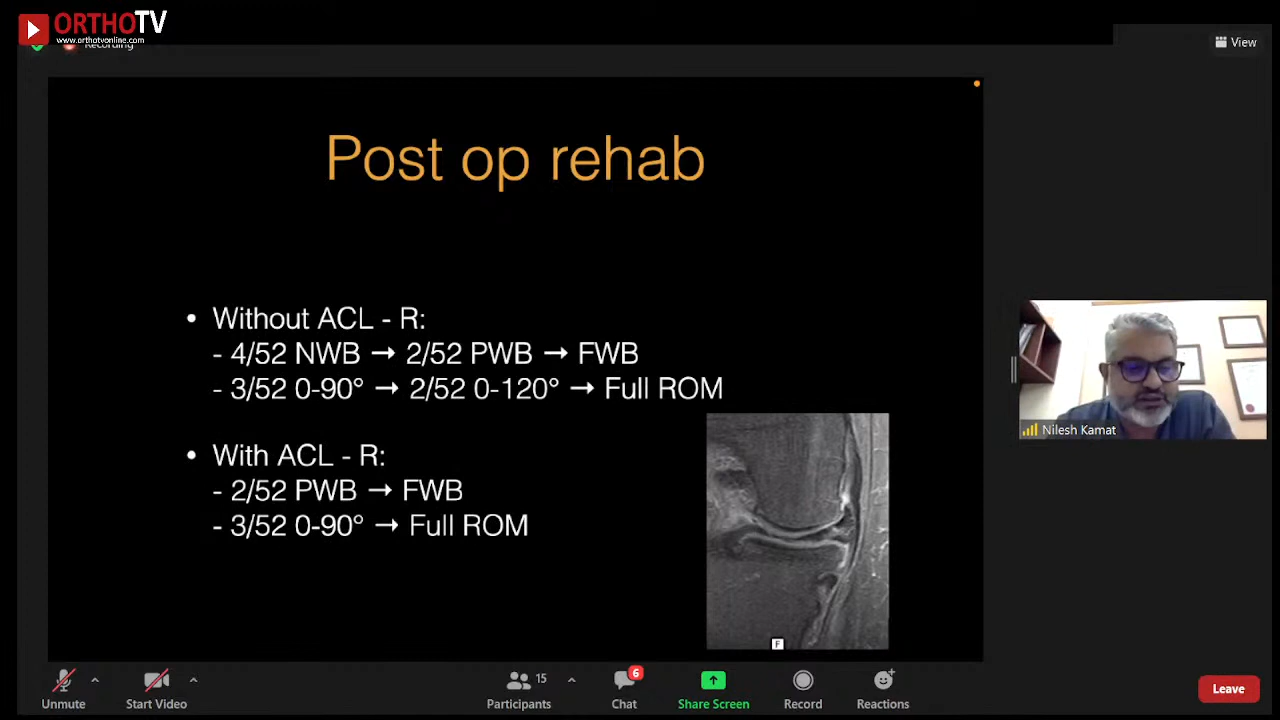 ORTHOTV
www.orthotvonline.com
Recording
View
Post op rehab
• Without ACL - R:
- 4/52 NWB → 2/52 PWB → FWB
- 3/52 0-90° → 2/52 0-120° → Full ROM
• With ACL - R:
- 2/52 PWB → FWB
- 3/52 0-90° → Full ROM
F
Nilesh Kamat
Unmute
Start Video
15
Participants
6
Chat
Share Screen
Record
Reactions
Leave